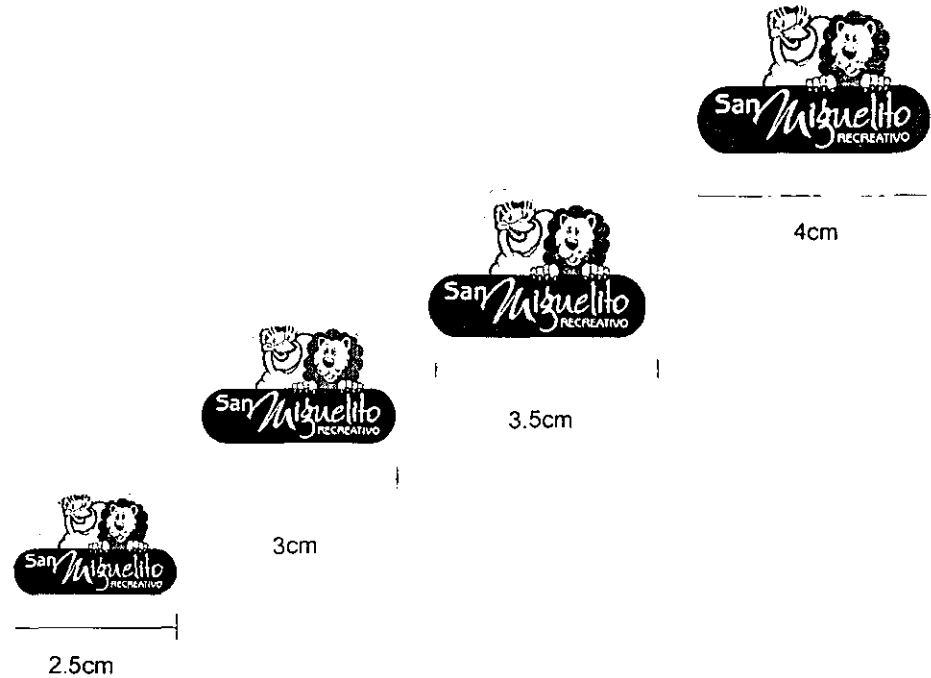 San Miguelito
RECREATIVO
4cm
San Miguelito
RECREATIVO
3.5cm
San Miguelito
RECREATIVO
3cm
San Miguelito
RECREATIVO
2.5cm